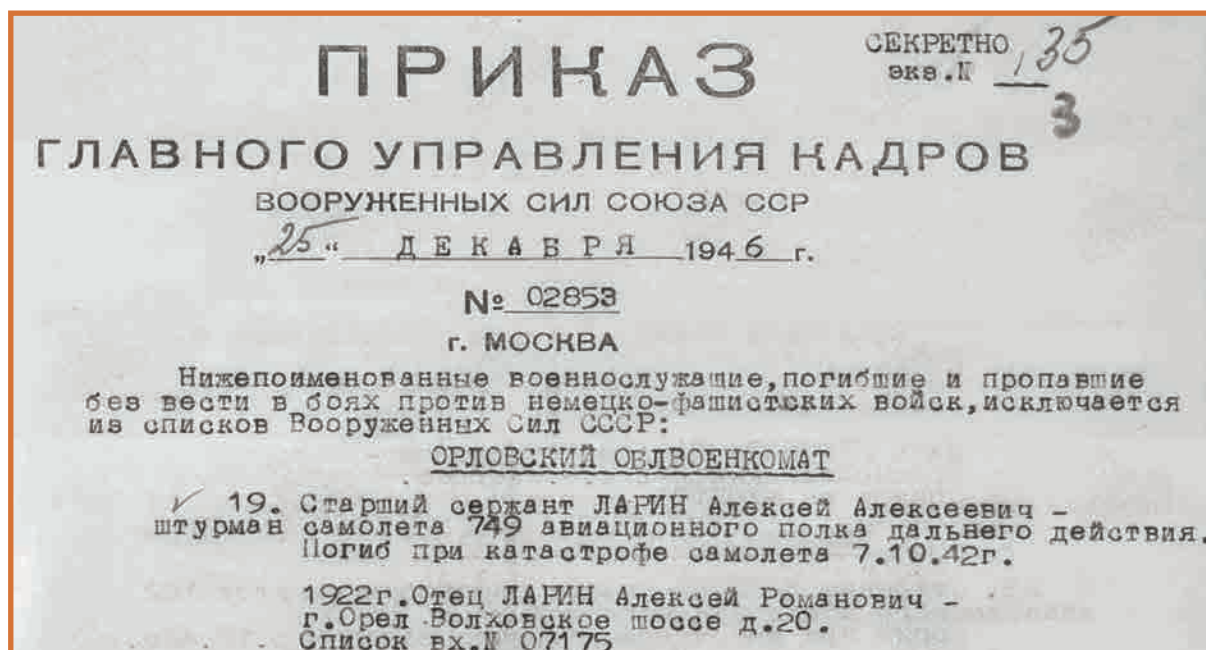 ПРИКАЗ
СЕКРЕТНО
экз.№ 35
3
ГЛАВНОГО УПРАВЛЕНИЯ КАДРОВ
ВООРУЖЕННЫХ СИЛ СОЮЗА ССР
„25“ ДЕКАБРЯ 1946 г.
№ 02853
г. МОСКВА
Нижепоименованные военнослужащие,погибшие и пропавшие
без вести в боях против немецко-фашистских войск,исключается
из списков Вооруженных Сил СССР:
ОРЛОВСКИЙ ОБЛВОЕНКОМАТ
19. Старший сержант ЛАРИН Алексей Алексеевич -
штурман самолета 749 авиационного полка дальнего действия.
Погиб при катастрофе самолета 7.10.42г.
1922г.Отец ЛАРИН Алексей Романович -
г.Орел Волховское шоссе д.20.
Список вх.№ 07175